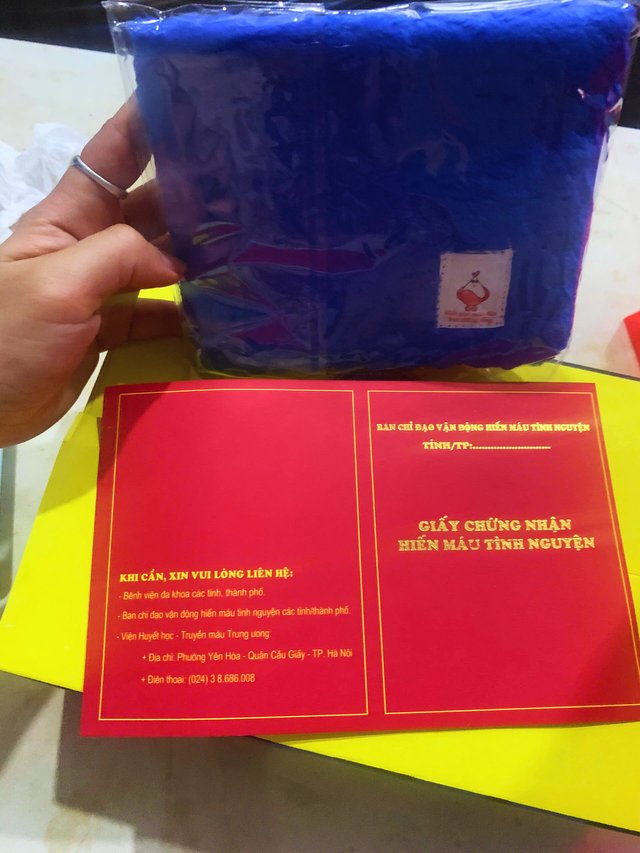 KHI CẦN, XIN VUI LÒNG LIÊN HỆ:
- Bệnh viện đa khoa các tỉnh, thành phố.
- Ban chỉ đạo vận động hiến máu tình nguyện các tỉnh/thành phố.
- Viện Huyết học - Truyền máu Trung ương:
+ Địa chỉ: Phường Yên Hòa - Quận Cầu Giấy - TP. Hà Nội
+ Điện thoại: (024) 3 8.686.008
BAN CHỈ ĐẠO VẬN ĐỘNG HIẾN MÁU TÌNH NGUYỆN
TỈNH/TP:..........................
GIẤY CHỨNG NHẬN
HIẾN MÁU TÌNH NGUYỆN